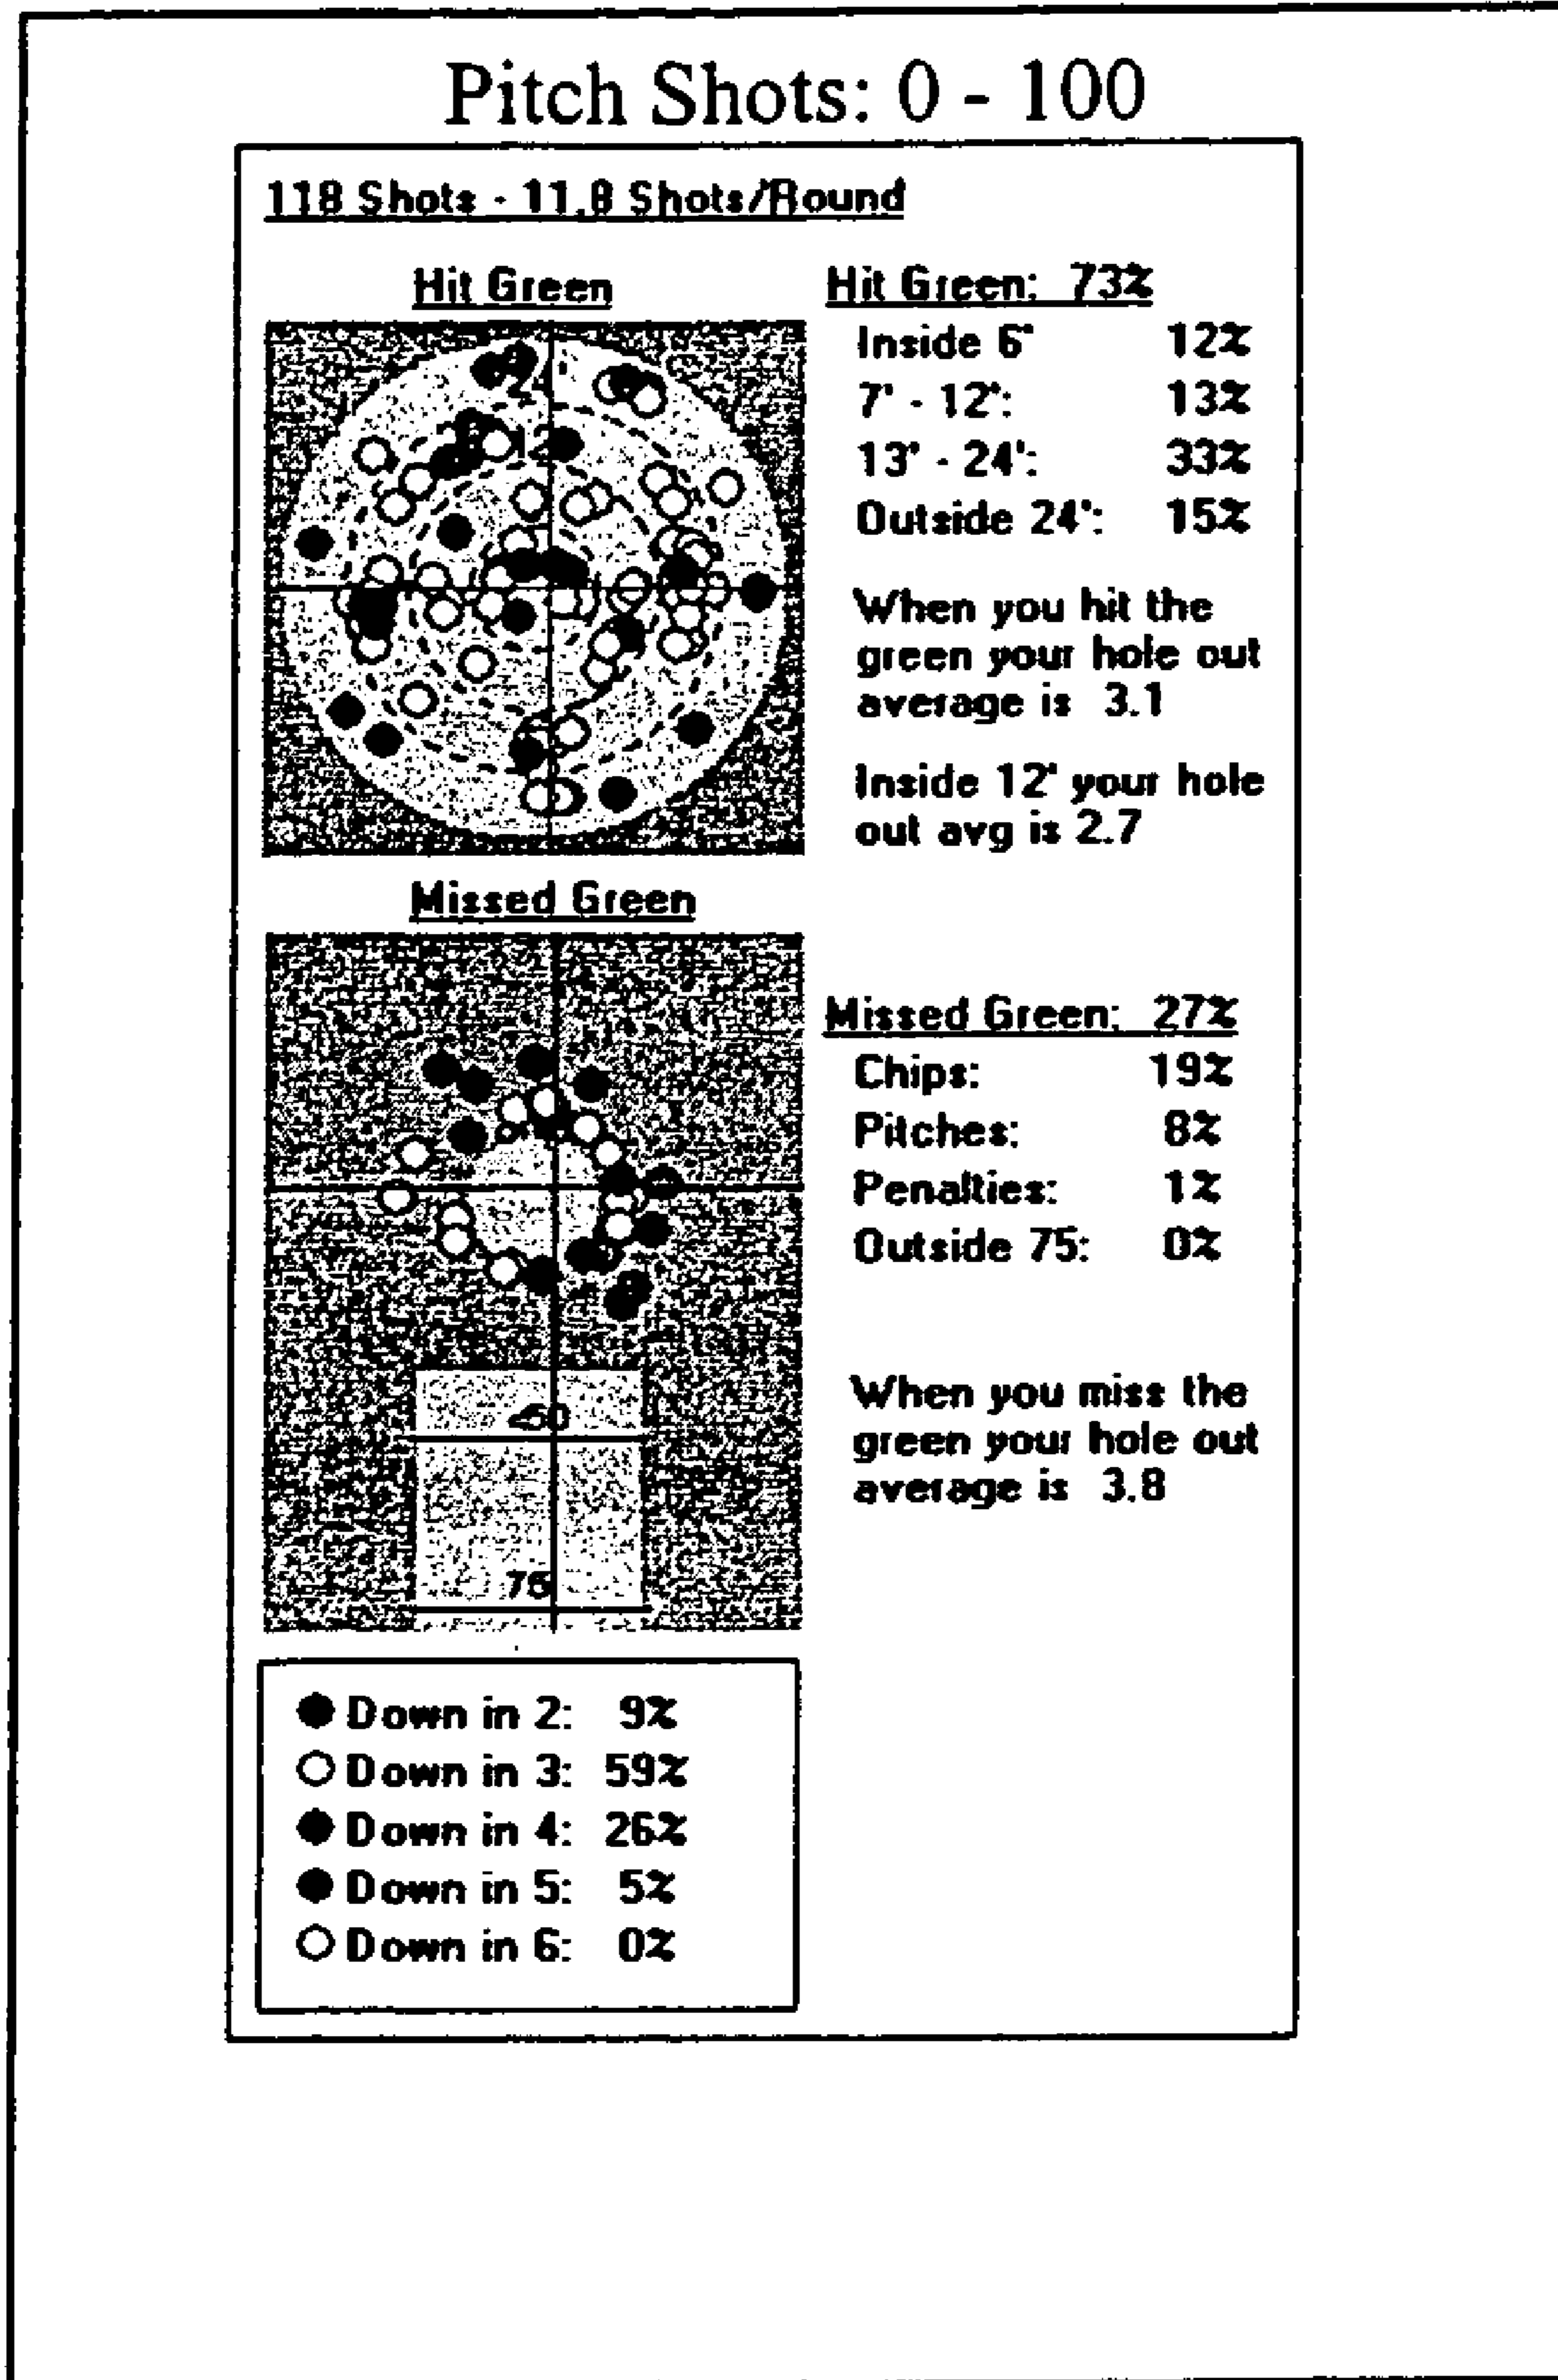 Pitch Shots: 0 - 100
118 Shots - 11.8 Shots/Round
Hit Green
24'
12
Hit Green: 73%
Inside 6' 12%
7' - 12': 13%
13' - 24': 33%
Outside 24': 15%
When you hit the
green your hole out
average is 3.1
Inside 12' your hole
out avg is 2.7
Missed Green
50
75
Missed Green: 27%
Chips: 19%
Pitches: 8%
Penalties: 1%
Outside 75: 0%
When you miss the
green your hole out
average is 3.8
Down in 2: 9%
Down in 3: 59%
Down in 4: 26%
Down in 5: 5%
Down in 6: 0%